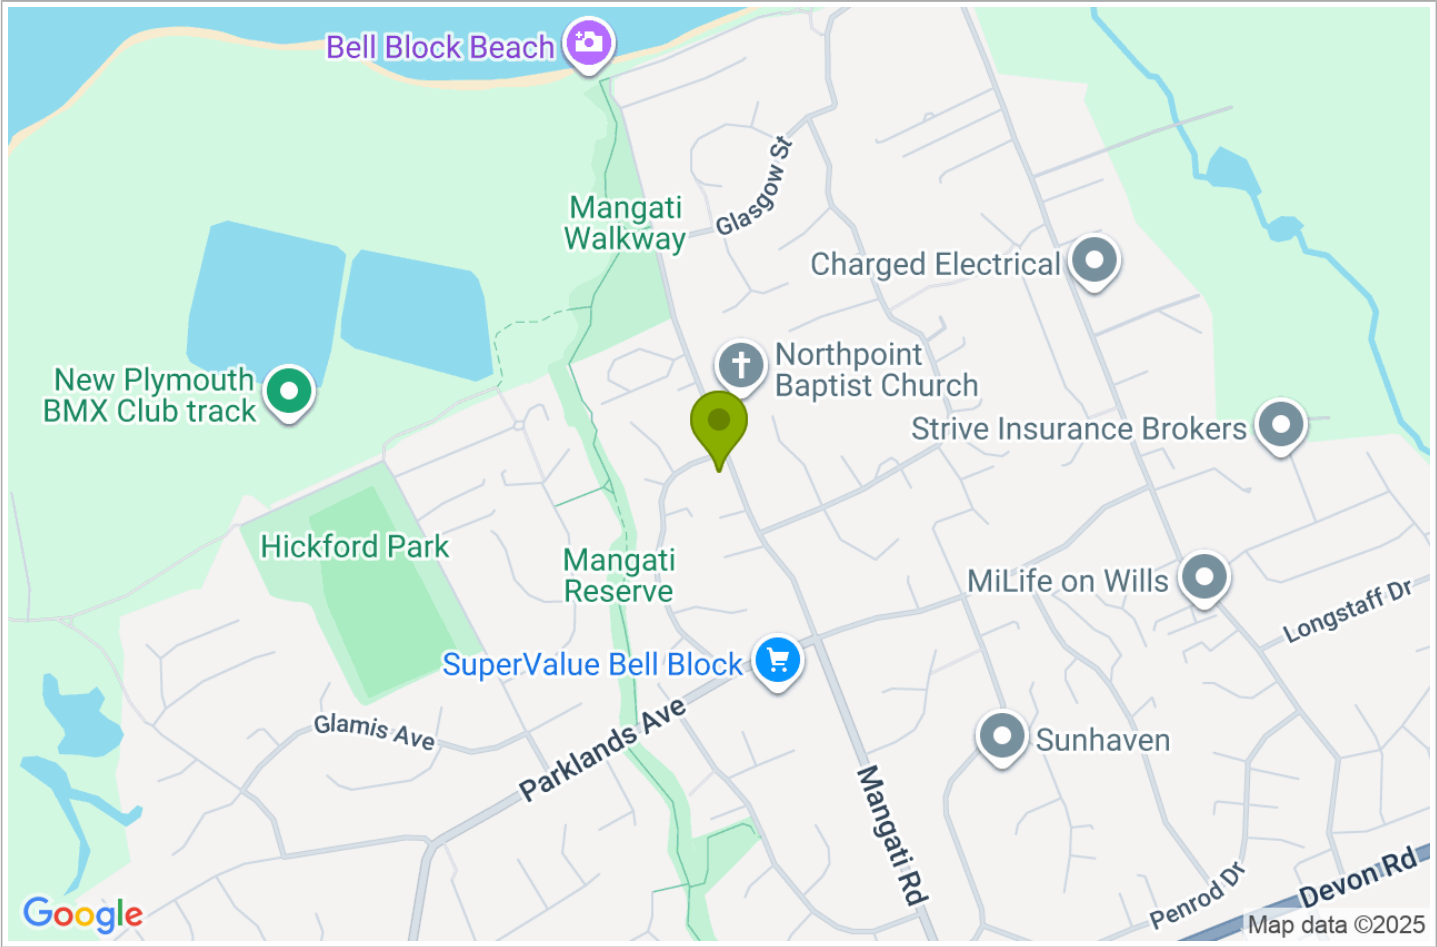 Bell Block Beach
Glasgow St
Mangati
Walkway
Charged Electrical
Northpoint
Baptist Church
New Plymouth
BMX Club track
Strive Insurance Brokers
Hickford Park
Mangati
Reserve
MiLife on Wills
Longstaff Dr
SuperValue Bell Block
Glamis Ave
Parklands Ave
Sunhaven
Mangati Rd
Devon Rd
Penrod Dr
Google
Map data ©2025